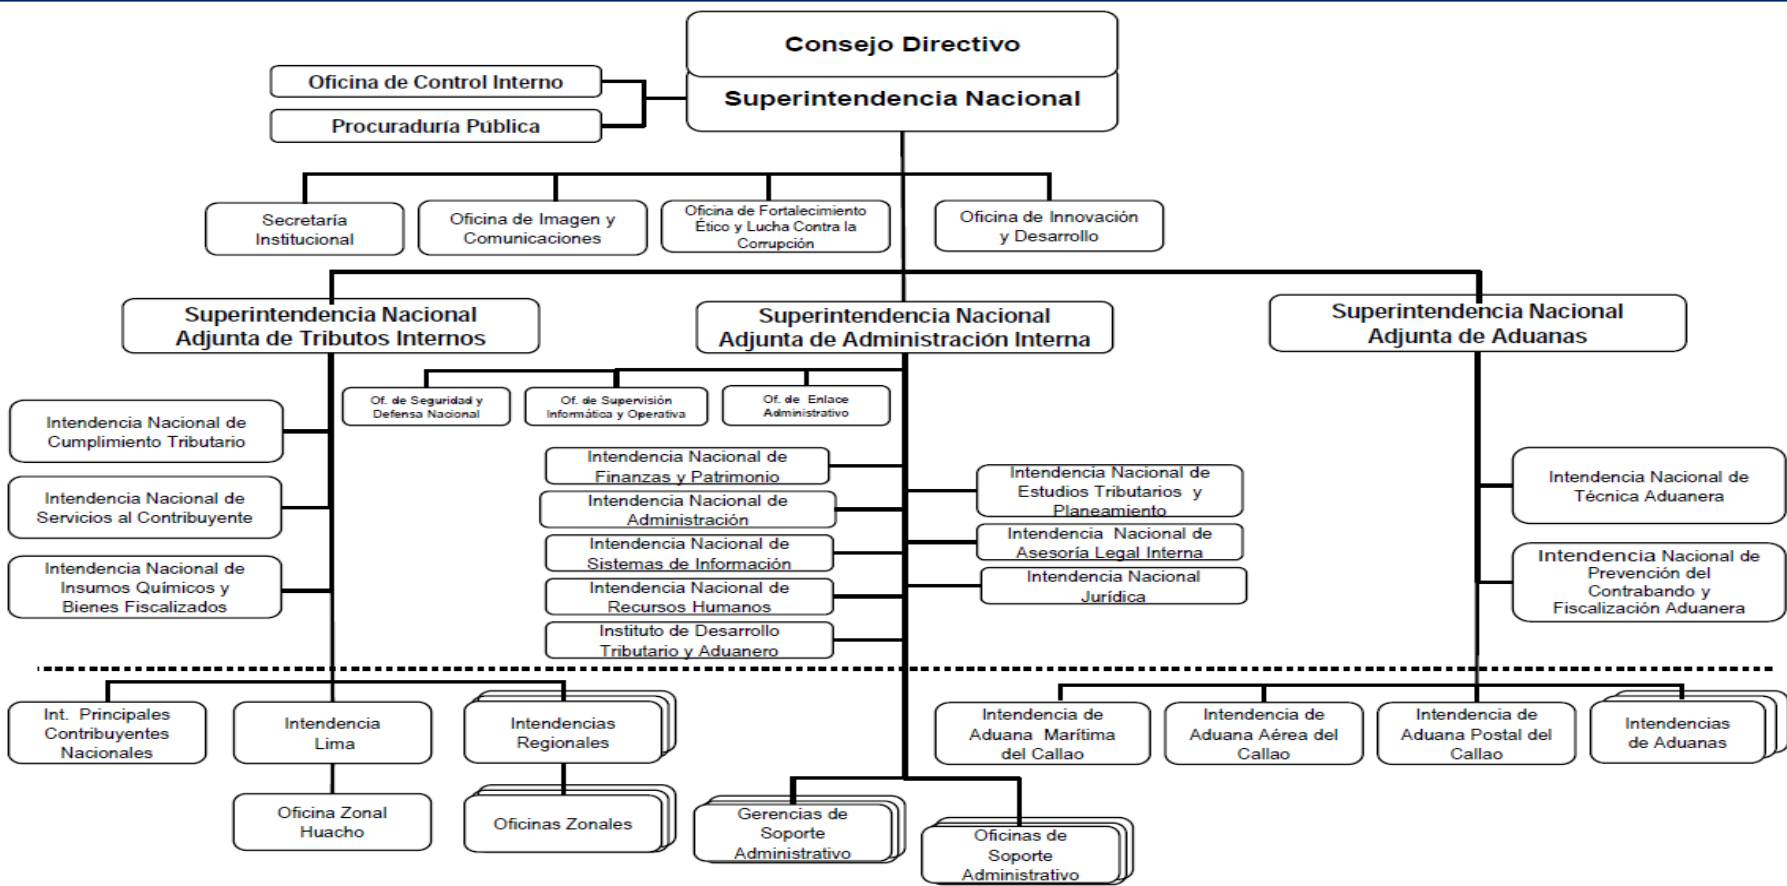 Consejo Directivo
Oficina de Control Interno
Superintendencia Nacional
Procuraduría Pública
Secretaría
Institucional
Oficina de Imagen y
Comunicaciones
Oficina de Fortalecimiento
Ético y Lucha Contra la
Corrupción
Oficina de Innovación
y Desarrollo
Superintendencia Nacional
Adjunta de Tributos Internos
Superintendencia Nacional
Adjunta de Administración Interna
Superintendencia Nacional
Adjunta de Aduanas
Of. de Seguridad y
Defensa Nacional
Of. de Supervisión
Informática y Operativa
Of. de Enlace
Administrativo
Intendencia Nacional de
Cumplimiento Tributario
Intendencia Nacional de
Servicios al Contribuyente
Intendencia Nacional de
Insumos Químicos y
Bienes Fiscalizados
Intendencia Nacional de
Finanzas y Patrimonio
Intendencia Nacional de
Administración
Intendencia Nacional de
Sistemas de Información
Intendencia Nacional de
Recursos Humanos
Instituto de Desarrollo
Tributario y Aduanero
Intendencia Nacional de
Estudios Tributarios y
Planeamiento
Intendencia Nacional de
Asesoría Legal Interna
Intendencia Nacional
Jurídica
Intendencia Nacional de
Técnica Aduanera
Intendencia Nacional de
Prevención del
Contrabando y
Fiscalización Aduanera
Int. Principales
Contribuyentes
Nacionales
Intendencia
Lima
Intendencias
Regionales
Intendencia de
Aduana Marítima
del Callao
Intendencia de
Aduana Aérea del
Callao
Intendencia de
Aduana Postal del
Callao
Intendencias
de Aduanas
Oficina Zonal
Huacho
Oficinas Zonales
Gerencias de
Soporte
Administrativo
Oficinas de
Soporte
Administrativo